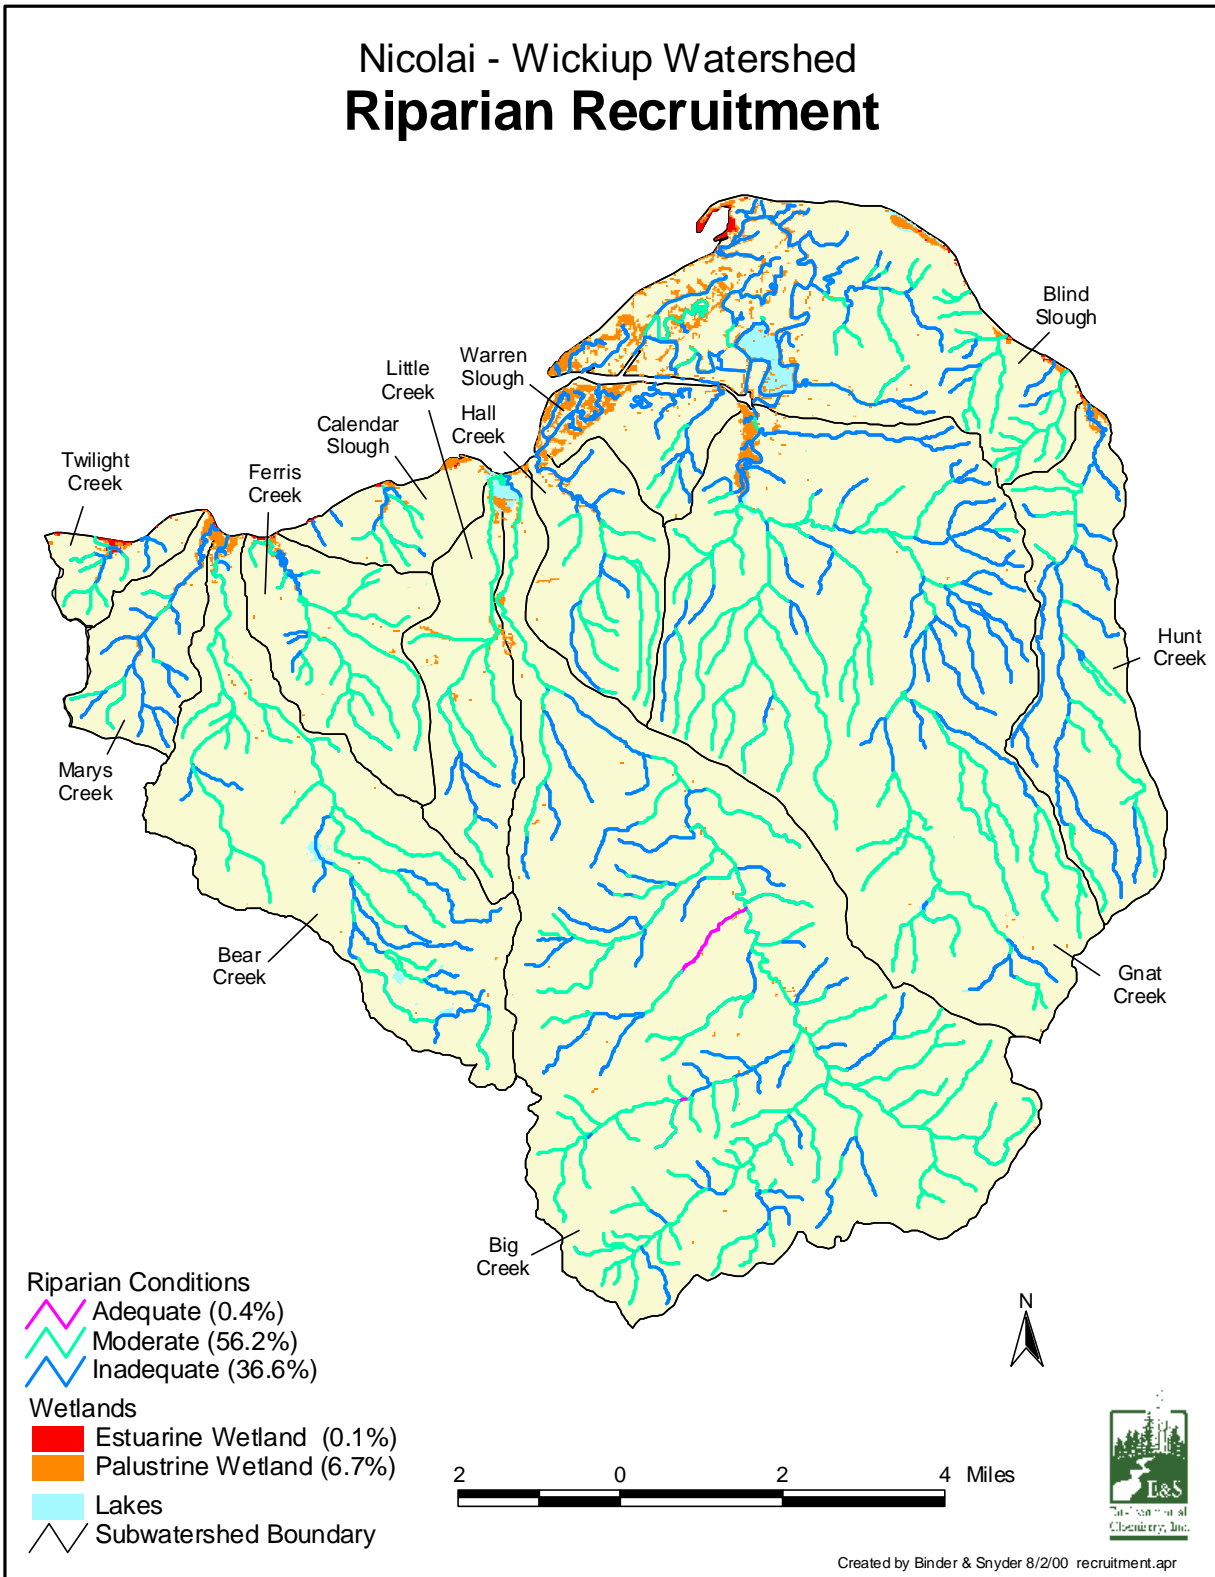 Nicolai - Wickiup Watershed
Riparian Recruitment
Blind
Slough
Warren
Slough
Little
Creek
Hall
Creek
Calendar
Slough
Twilight
Creek
Ferris
Creek
Hunt
Creek
Marys
Creek
Bear
Creek
Gnat
Creek
Big
Creek
Riparian Conditions
Adequate (0.4%)
Moderate (56.2%)
Inadequate (36.6%)
Wetlands
Estuarine Wetland (0.1%)
Palustrine Wetland (6.7%)
Lakes
Subwatershed Boundary
2 0 2 4 Miles
N
E&S
Environmental
Chemistry, Inc.
Created by Binder & Snyder 8/2/00 recruitment.apr